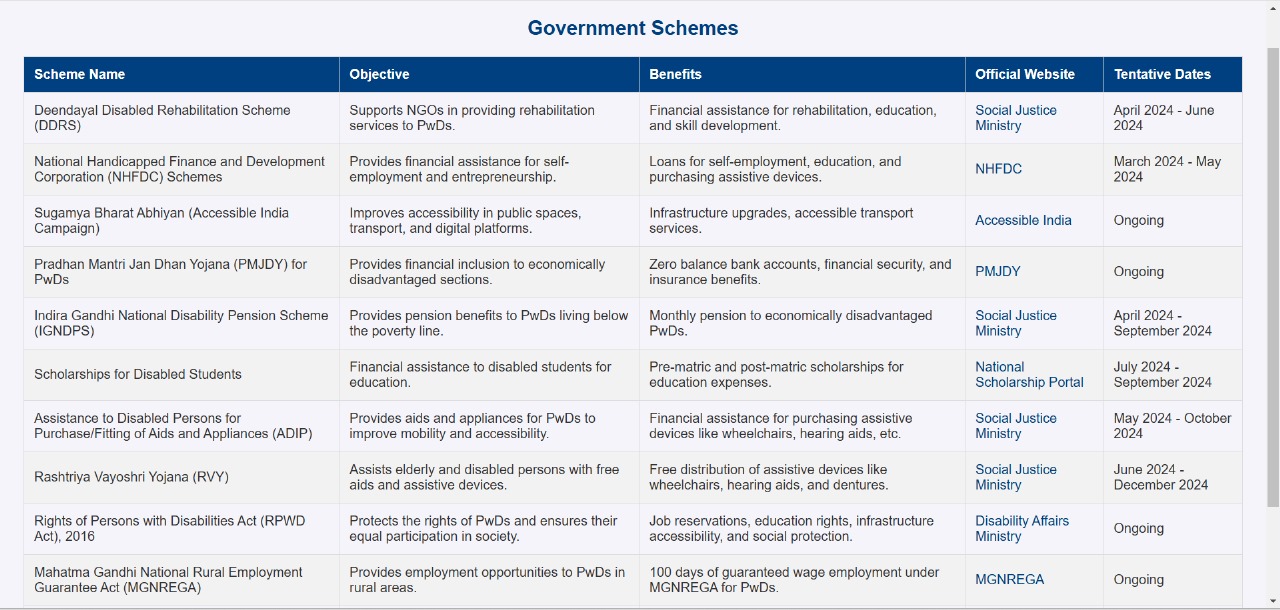 Government Schemes
Scheme Name Objective Benefits Official Website Tentative Dates
Deendayal Disabled Rehabilitation Scheme
(DDRS)
Supports NGOs in providing rehabilitation
services to PwDs.
Financial assistance for rehabilitation, education,
and skill development.
Social Justice
Ministry
April 2024 - June
2024
National Handicapped Finance and Development
Corporation (NHFDC) Schemes
Provides financial assistance for self-
employment and entrepreneurship.
Loans for self-employment, education, and
purchasing assistive devices.
NHFDC
March 2024 - May
2024
Sugamya Bharat Abhiyan (Accessible India
Campaign)
Improves accessibility in public spaces,
transport, and digital platforms.
Infrastructure upgrades, accessible transport
services.
Accessible India
Ongoing
Pradhan Mantri Jan Dhan Yojana (PMJDY) for
PwDs
Provides financial inclusion to economically
disadvantaged sections.
Zero balance bank accounts, financial security, and
insurance benefits.
PMJDY
Ongoing
Indira Gandhi National Disability Pension Scheme
(IGNDPS)
Provides pension benefits to PwDs living below
the poverty line.
Monthly pension to economically disadvantaged
PwDs.
Social Justice
Ministry
April 2024 -
September 2024
Scholarships for Disabled Students
Financial assistance to disabled students for
education.
Pre-matric and post-matric scholarships for
education expenses.
National
Scholarship Portal
July 2024 -
September 2024
Assistance to Disabled Persons for
Purchase/Fitting of Aids and Appliances (ADIP)
Provides aids and appliances for PwDs to
improve mobility and accessibility.
Financial assistance for purchasing assistive
devices like wheelchairs, hearing aids, etc.
Social Justice
Ministry
May 2024 - October
2024
Rashtriya Vayoshri Yojana (RVY)
Assists elderly and disabled persons with free
aids and assistive devices.
Free distribution of assistive devices like
wheelchairs, hearing aids, and dentures.
Social Justice
Ministry
June 2024 -
December 2024
Rights of Persons with Disabilities Act (RPWD
Act), 2016
Protects the rights of PwDs and ensures their
equal participation in society.
Job reservations, education rights, infrastructure
accessibility, and social protection.
Disability Affairs
Ministry
Ongoing
Mahatma Gandhi National Rural Employment
Guarantee Act (MGNREGA)
Provides employment opportunities to PwDs in
rural areas.
100 days of guaranteed wage employment under
MGNREGA for PwDs.
MGNREGA
Ongoing